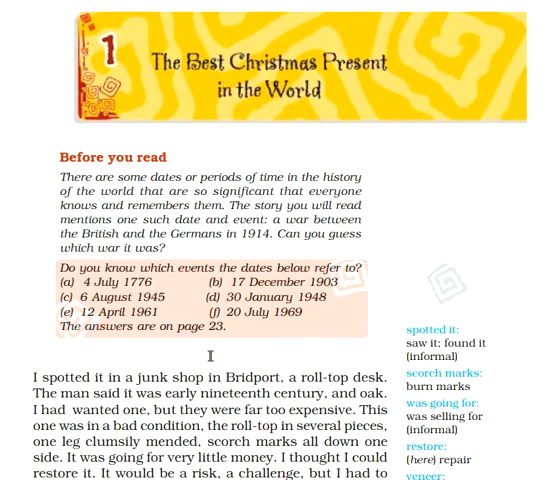 1
The Best Christmas Present
in the World
Before you read
There are some dates or periods of time in the history
of the world that are so significant that everyone
knows and remembers them. The story you will read
mentions one such date and event: a war between
the British and the Germans in 1914. Can you guess
which war it was?
Do you know which events the dates below refer to?
(a) 4 July 1776 (b) 17 December 1903
(c) 6 August 1945 (d) 30 January 1948
(e) 12 April 1961 (f) 20 July 1969
The answers are on page 23.
I
I spotted it in a junk shop in Bridport, a roll-top desk.
The man said it was early nineteenth century, and oak.
I had wanted one, but they were far too expensive. This
one was in a bad condition, the roll-top in several pieces,
one leg clumsily mended, scorch marks all down one
side. It was going for very little money. I thought I could
restore it. It would be a risk, a challenge, but I had to
spotted it:
saw it; found it
(informal)
scorch marks:
burn marks
was going for:
was selling for
(informal)
restore:
(here) repair
veneer: